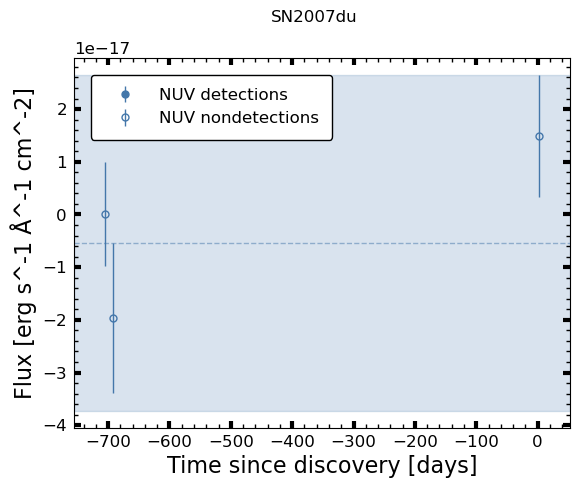 SN2007du
1e−17
NUV detections
NUV nondetections
2
1
0
−1
−2
−3
−4
Flux [erg s^-1 Å^-1 cm^-2]
−700 −600 −500 −400 −300 −200 −100 0
Time since discovery [days]